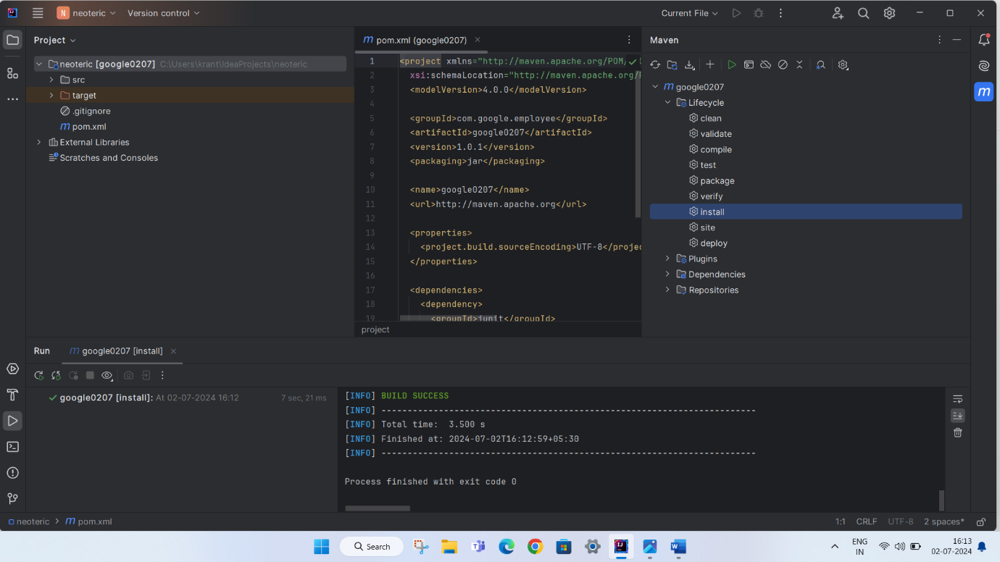 N neoteric Version control Current File
Project
neoteric [google0207] C:\Users\krant\IdeaProjects\neoteric
src
target
.gitignore
m pom.xml
External Libraries
Scratches and Consoles
m pom.xml (google0207)
1 <project xmlns="http://maven.apache.org/POM/
2 xsi:schemaLocation="http://maven.apache.org/
3 <modelVersion>4.0.0</modelVersion>
4
5 <groupId>com.google.employee</groupId>
6 <artifactId>google0207</artifactId>
7 <version>1.0.1</version>
8 <packaging>jar</packaging>
9
10 <name>google0207</name>
11 <url>http://maven.apache.org</url>
12
13 <properties>
14 <project.build.sourceEncoding>UTF-8</projec
15 </properties>
16
17 <dependencies>
18 <dependency>
19 <groupId>junit</groupId>
project
Maven
m google0207
Lifecycle
clean
validate
compile
test
package
verify
install
site
deploy
Plugins
Dependencies
Repositories
m
Run m google0207 [install]
google0207 [install]: At 02-07-2024 16:12 7 sec, 21 ms
[INFO] BUILD SUCCESS
[INFO] ------------------------------------------------------------------------
[INFO] Total time:  3.500 s
[INFO] Finished at: 2024-07-02T16:12:59+05:30
[INFO] ------------------------------------------------------------------------
Process finished with exit code 0
neoteric > m pom.xml 1:1 CRLF UTF-8 2 spaces*
Search ENG IN 16:13
02-07-2024